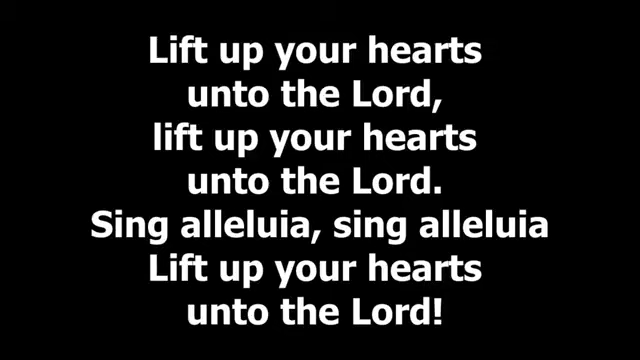 Lift up your hearts
unto the Lord,
lift up your hearts
unto the Lord.
Sing alleluia, sing alleluia
Lift up your hearts
unto the Lord!